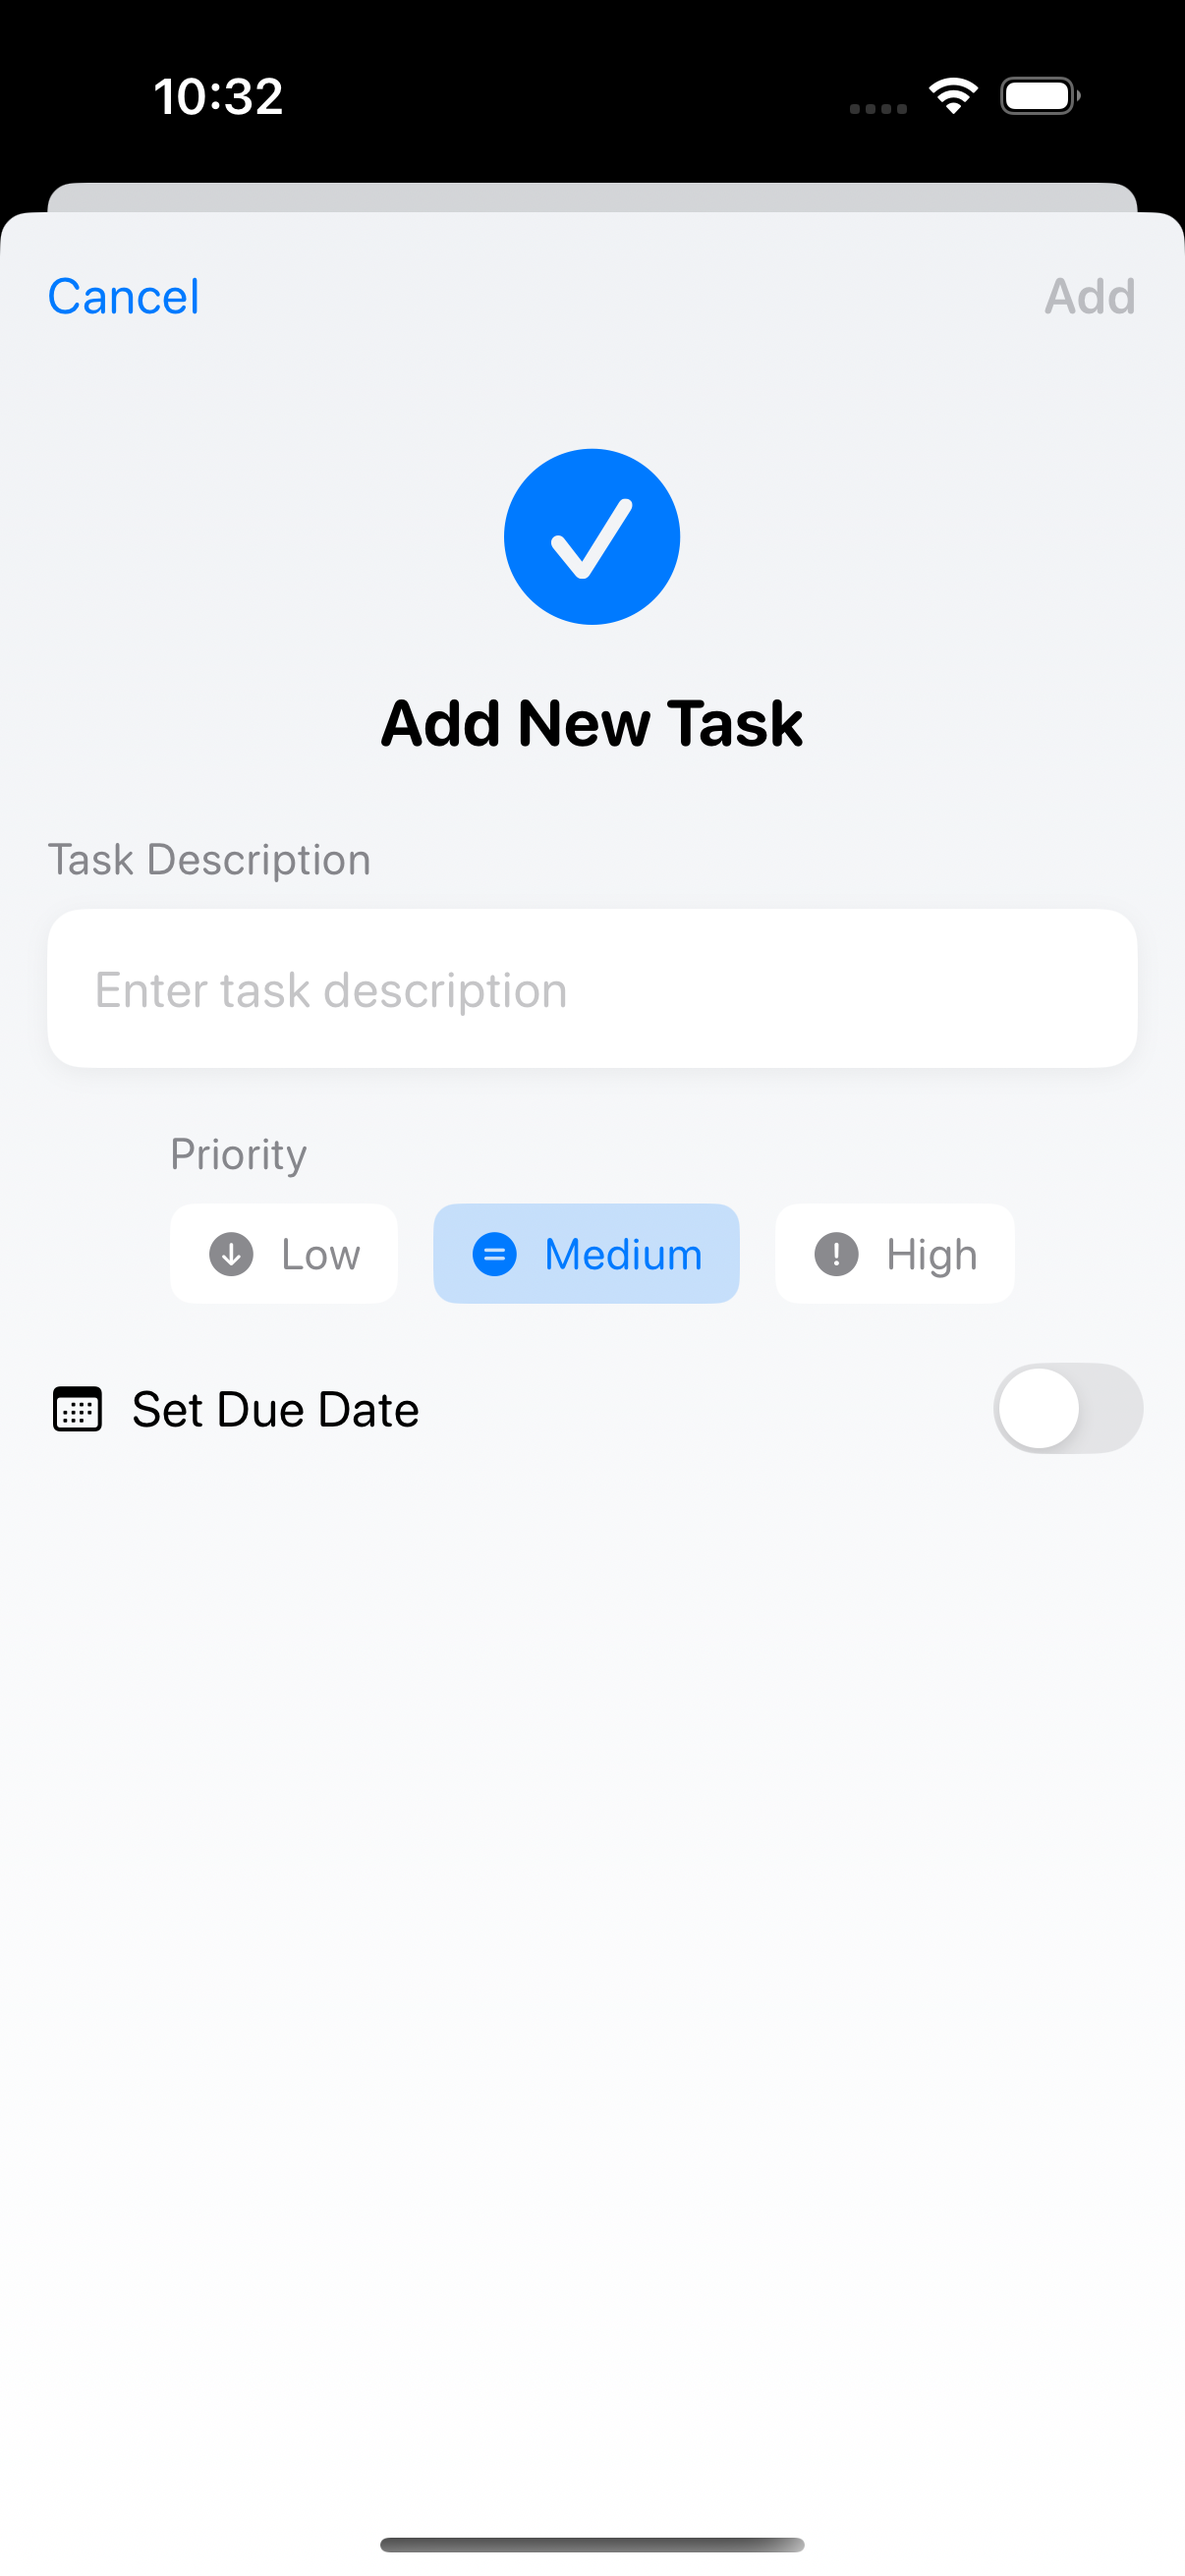 10:32
Cancel
Add
Add New Task
Task Description
Enter task description
Priority
Low
Medium
High
Set Due Date